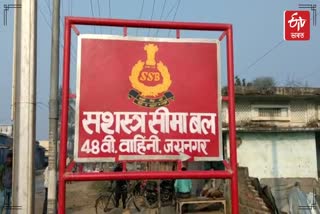 ETV
भारत
SSB
सशस्त्र सीमा बल
48वी. वाहिनी, जयनगर